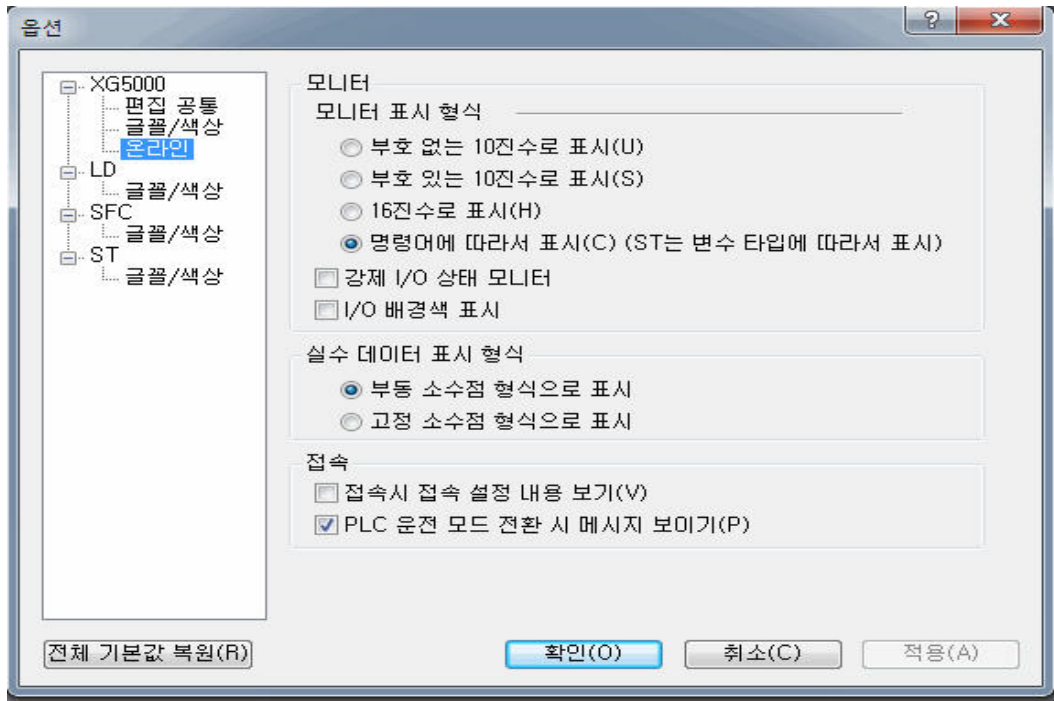 옵션
XG5000
편집 공통
글꼴/색상
온라인
LD
글꼴/색상
SFC
글꼴/색상
ST
글꼴/색상
모니터
모니터 표시 형식
부호 없는 10진수로 표시(U)
부호 있는 10진수로 표시(S)
16진수로 표시(H)
명령어에 따라서 표시(C) (ST는 변수 타입에 따라서 표시)
강제 I/O 상태 모니터
I/O 배경색 표시
실수 데이터 표시 형식
부동 소수점 형식으로 표시
고정 소수점 형식으로 표시
접속
접속시 접속 설정 내용 보기(V)
PLC 운전 모드 전환 시 메시지 보이기(P)
전체 기본값 복원(R) 확인(O) 취소(C) 적용(A)